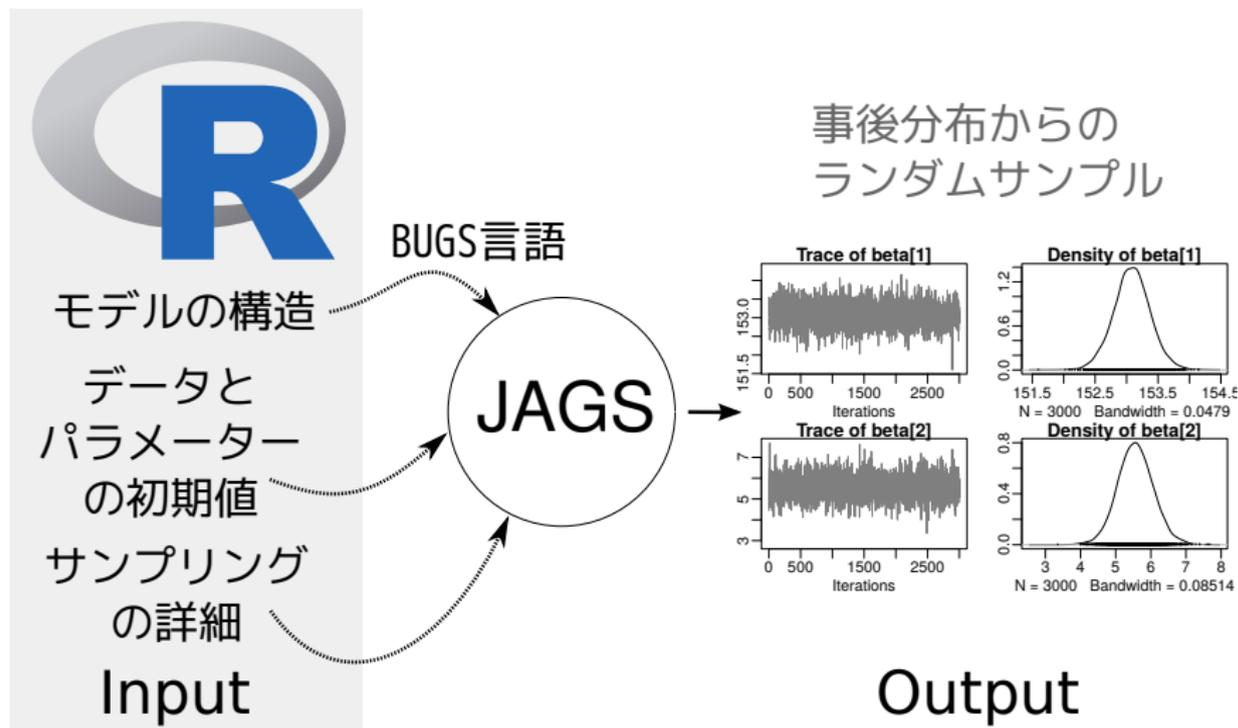 R
モデルの構造
データと
パラメーター
の初期値
サンプリング
の詳細
Input
BUGS言語
JAGS
事後分布からの
ランダムサンプル
Trace of beta[1]
151.5 153.0
0 500 1500 2500
Iterations
Density of beta[1]
0.0 0.6 1.2
151.5 152.5 153.5 154.5
N = 3000 Bandwidth = 0.0479
Trace of beta[2]
3 5 7
0 500 1500 2500
Iterations
Density of beta[2]
0.0 0.4 0.8
3 4 5 6 7 8
N = 3000 Bandwidth = 0.08514
Output